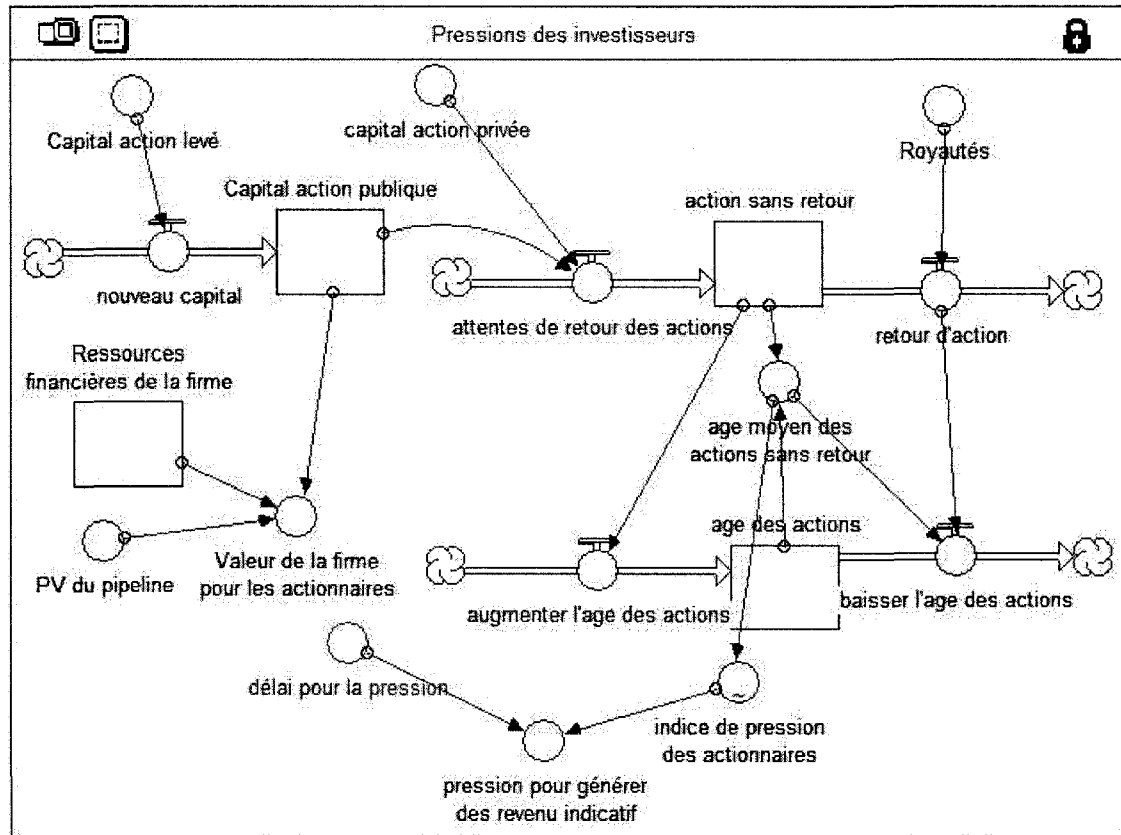 Pressions des investisseurs
Capital action levé
capital action privée
Royautés
Capital action publique
action sans retour
nouveau capital
attentes de retour des actions
retour d'action
Ressources
financières de la firme
age moyen des
actions sans retour
age des actions
PV du pipeline
Valeur de la firme
pour les actionnaires
augmenter l'age des actions
baisser l'age des actions
délai pour la pression
indice de pression
des actionnaires
pression pour générer
des revenu indicatif